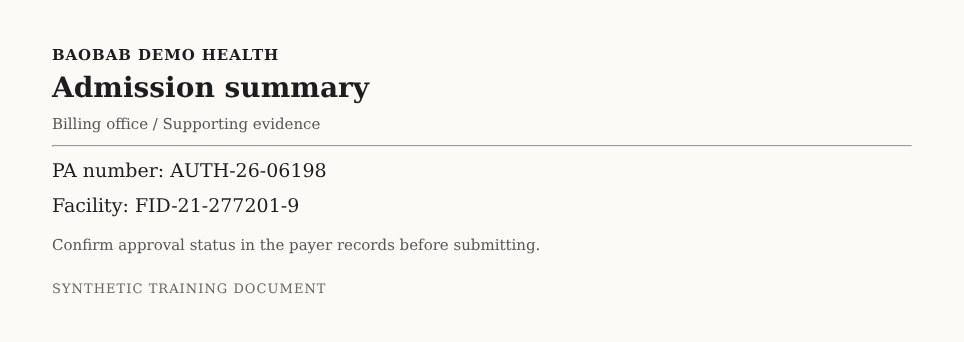 BAOBAB DEMO HEALTH
Admission summary
Billing office / Supporting evidence
PA number: AUTH-26-06198
Facility: FID-21-277201-9
Confirm approval status in the payer records before submitting.
SYNTHETIC TRAINING DOCUMENT